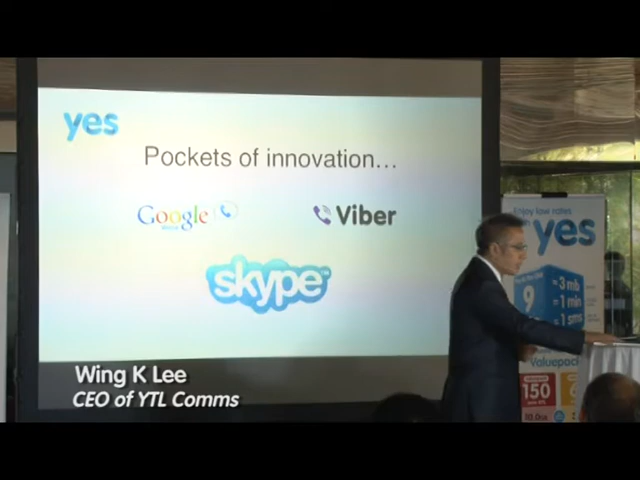 yes
Pockets of innovation...
Google
Viber
skype
TM
Wing K Lee
CEO of YTL Comms
Enjoy low rates
yes
9
= 3 mb
= 1 min
= 1 sms
Valuepack
150